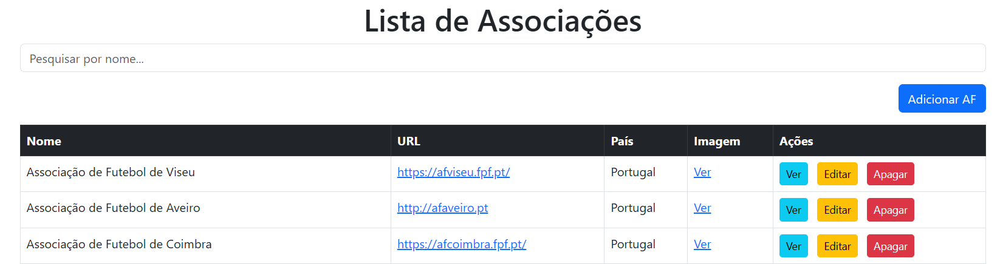 Lista de Associações
Pesquisar por nome...
Adicionar AF
Nome URL País Imagem Ações
Associação de Futebol de Viseu https://afviseu.fpf.pt/ Portugal Ver Ver Editar Apagar
Associação de Futebol de Aveiro http://afaveiro.pt Portugal Ver Ver Editar Apagar
Associação de Futebol de Coimbra https://afcoimbra.fpf.pt/ Portugal Ver Ver Editar Apagar